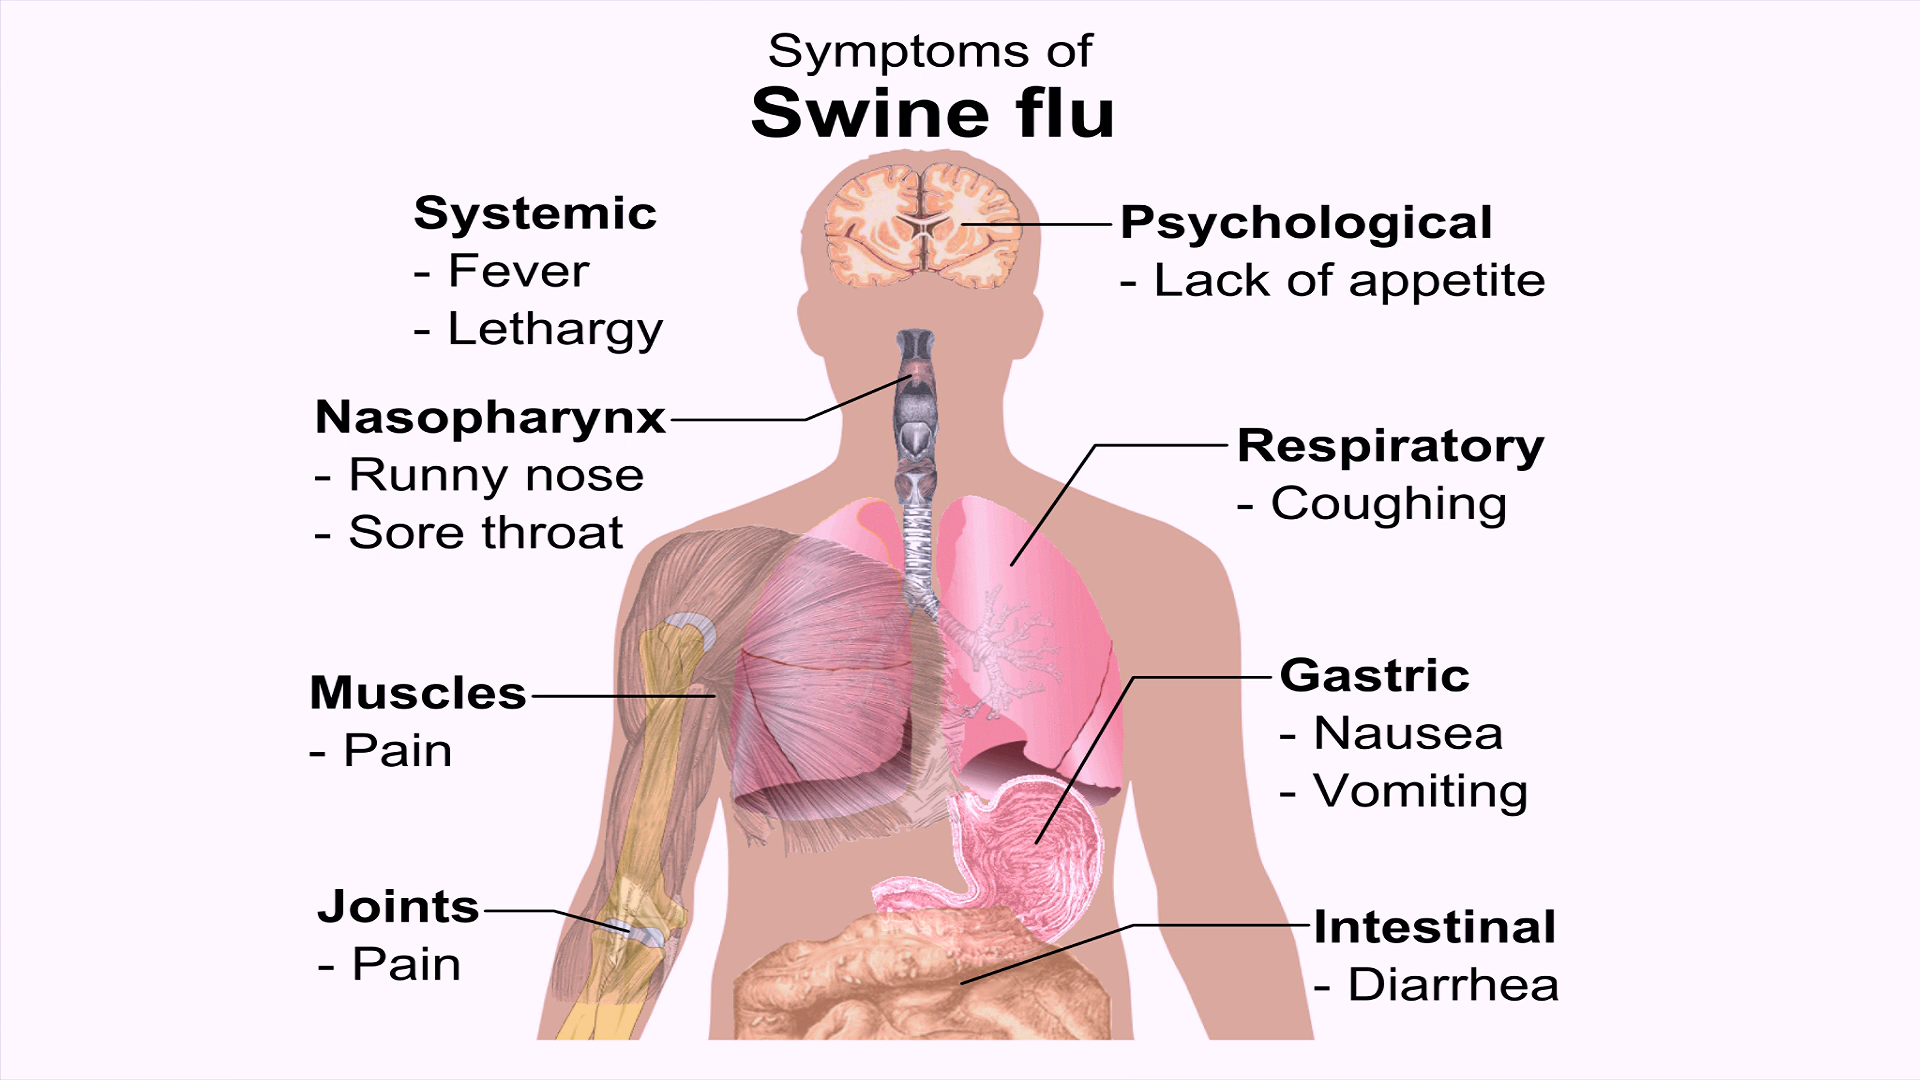 Symptoms of
Swine flu
Systemic
- Fever
- Lethargy
Nasopharynx
- Runny nose
- Sore throat
Muscles
- Pain
Joints
- Pain
Psychological
- Lack of appetite
Respiratory
- Coughing
Gastric
- Nausea
- Vomiting
Intestinal
- Diarrhea